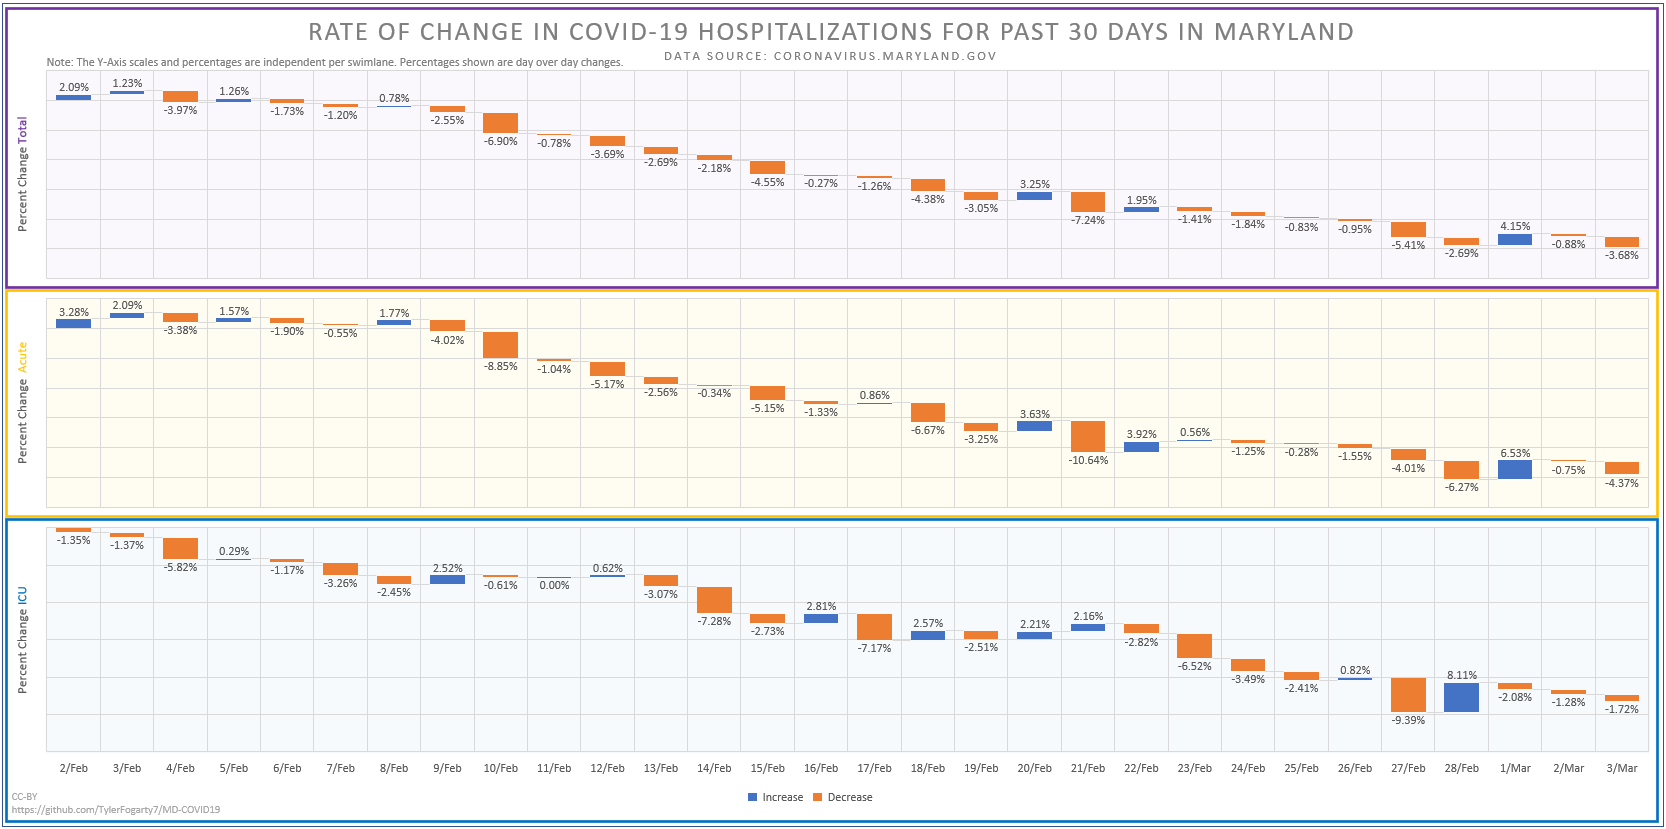 RATE OF CHANGE IN COVID-19 HOSPITALIZATIONS FOR PAST 30 DAYS IN MARYLAND
DATA SOURCE: CORONAVIRUS.MARYLAND.GOV
Note: The Y-Axis scales and percentages are independent per swimlane. Percentages shown are day over day changes.
Percent Change Total
2.09% 1.23% -3.97% 1.26% -1.73% -1.20% 0.78% -2.55% -6.90% -0.78% -3.69% -2.69% -2.18% -4.55% -0.27% -1.26% -4.38% -3.05% 3.25% -7.24% 1.95% -1.41% -1.84% -0.83% -0.95% -5.41% -2.69% 4.15% -0.88% -3.68%
Percent Change Acute
3.28% 2.09% -3.38% 1.57% -1.90% -0.55% 1.77% -4.02% -8.85% -1.04% -5.17% -2.56% -0.34% -5.15% -1.33% 0.86% -6.67% -3.25% 3.63% -10.64% 3.92% 0.56% -1.25% -0.28% -1.55% -4.01% -6.27% 6.53% -0.75% -4.37%
Percent Change ICU
-1.35% -1.37% -5.82% 0.29% -1.17% -3.26% -2.45% 2.52% -0.61% 0.00% 0.62% -3.07% -7.28% -2.73% 2.81% -7.17% 2.57% -2.51% 2.21% 2.16% -2.82% -6.52% -3.49% -2.41% 0.82% -9.39% 8.11% -2.08% -1.28% -1.72%
2/Feb 3/Feb 4/Feb 5/Feb 6/Feb 7/Feb 8/Feb 9/Feb 10/Feb 11/Feb 12/Feb 13/Feb 14/Feb 15/Feb 16/Feb 17/Feb 18/Feb 19/Feb 20/Feb 21/Feb 22/Feb 23/Feb 24/Feb 25/Feb 26/Feb 27/Feb 28/Feb 1/Mar 2/Mar 3/Mar
Increase Decrease
CC-BY
https://github.com/TylerFogarty7/MD-COVID19